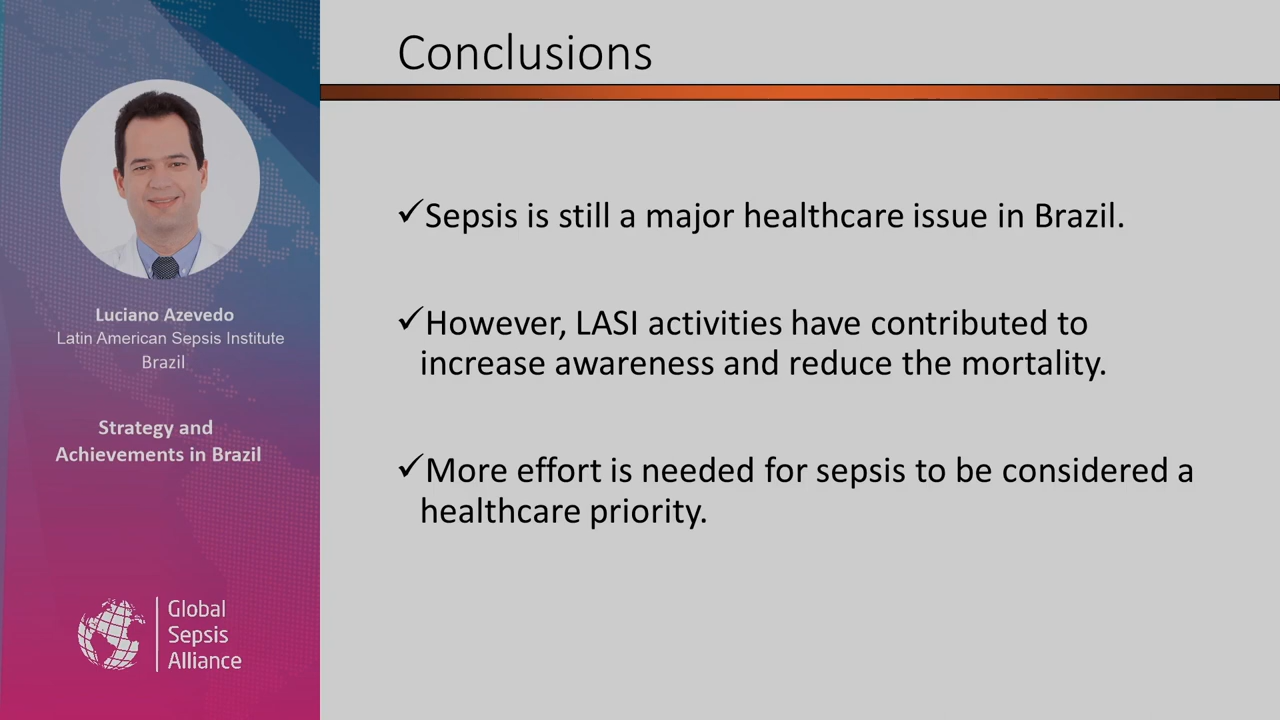 Conclusions
✓Sepsis is still a major healthcare issue in Brazil.
✓However, LASI activities have contributed to
increase awareness and reduce the mortality.
✓More effort is needed for sepsis to be considered a
healthcare priority.
Luciano Azevedo
Latin American Sepsis Institute
Brazil
Strategy and
Achievements in Brazil
Global
Sepsis
Alliance